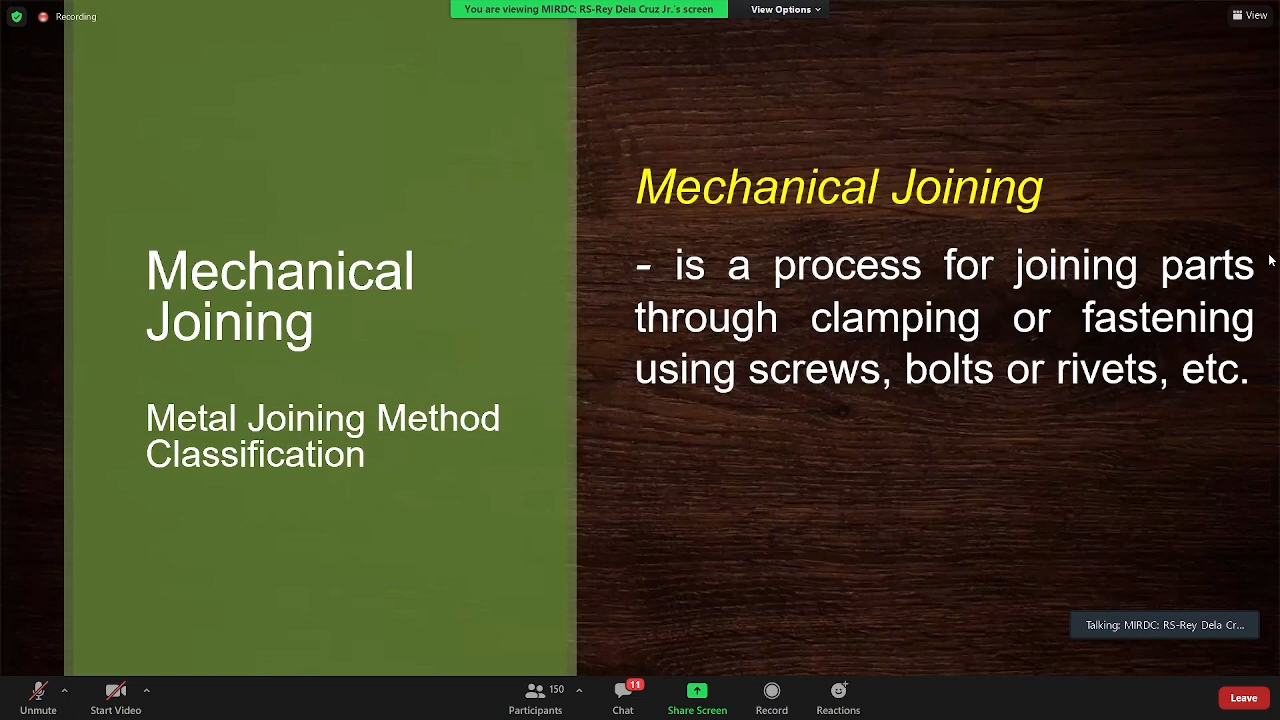 Recording
You are viewing MIRDC: RS-Rey Dela Cruz Jr.'s screen
View Options
View
Mechanical
Joining
Metal Joining Method
Classification
Mechanical Joining
- is a process for joining parts
through clamping or fastening
using screws, bolts or rivets, etc.
Talking: MIRDC: RS-Rey Dela Cr...
Unmute
Start Video
150
Participants
11
Chat
Share Screen
Record
Reactions
Leave